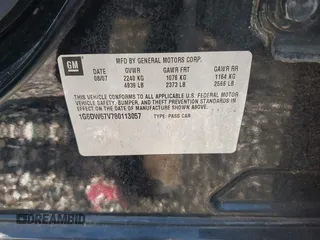 GM
MFD BY GENERAL MOTORS CORP.
DATE GVWR GAWR FRT GAWR RR
08/07 2240 KG 1076 KG 1164 KG
4939 LB 2373 LB 2566 LB
THIS VEHICLE CONFORMS TO ALL APPLICABLE U.S. FEDERAL MOTOR
VEHICLE SAFETY, BUMPER, AND THEFT PREVENTION STANDARDS IN EFFECT
ON THE DATE OF MANUFACTURE SHOWN ABOVE.
1G6DW67V780113057 TYPE: PASS CAR
DREAMBID